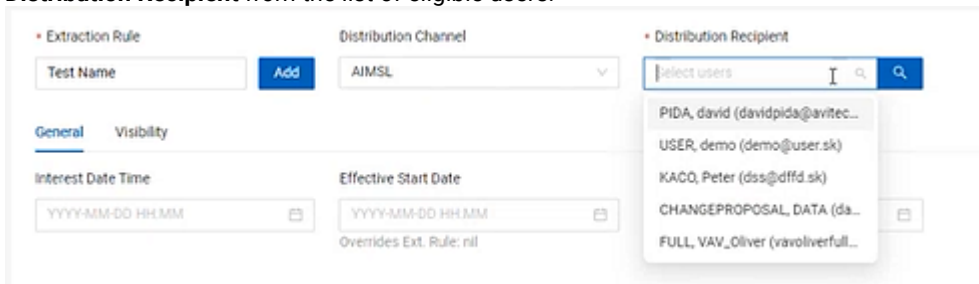 Distribution Recipient from the list of eligible users.
* Extraction Rule
Distribution Channel
* Distribution Recipient
Test Name
Add
AIMSL
Select users
PIDA, david (davidpida@avitec...
USER, demo (demo@user.sk)
KACO, Peter (dss@dffd.sk)
CHANGEPROPOSAL, DATA (da...
FULL, VAV_Oliver (vavoliverfull...
General
Visibility
Interest Date Time
Effective Start Date
YYYY-MM-DD HH:MM
YYYY-MM-DD HH:MM
Overrides Ext. Rule: nil